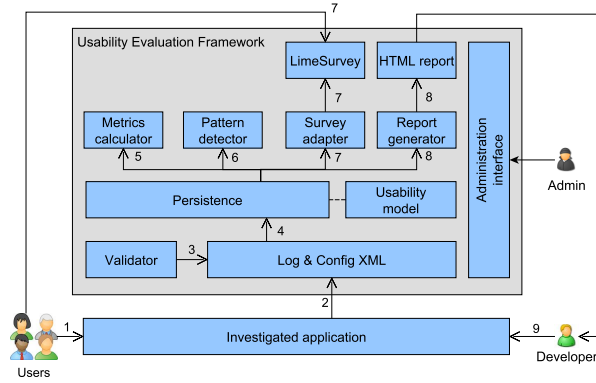 7
Usability Evaluation Framework
LimeSurvey
HTML report
7
8
Metrics
calculator
Pattern
detector
Survey
adapter
Report
generator
Administration
interface
5
6
7
8
Admin
Persistence
Usability
model
4
Validator
3
Log & Config XML
2
1
Investigated application
9
Users
Developer